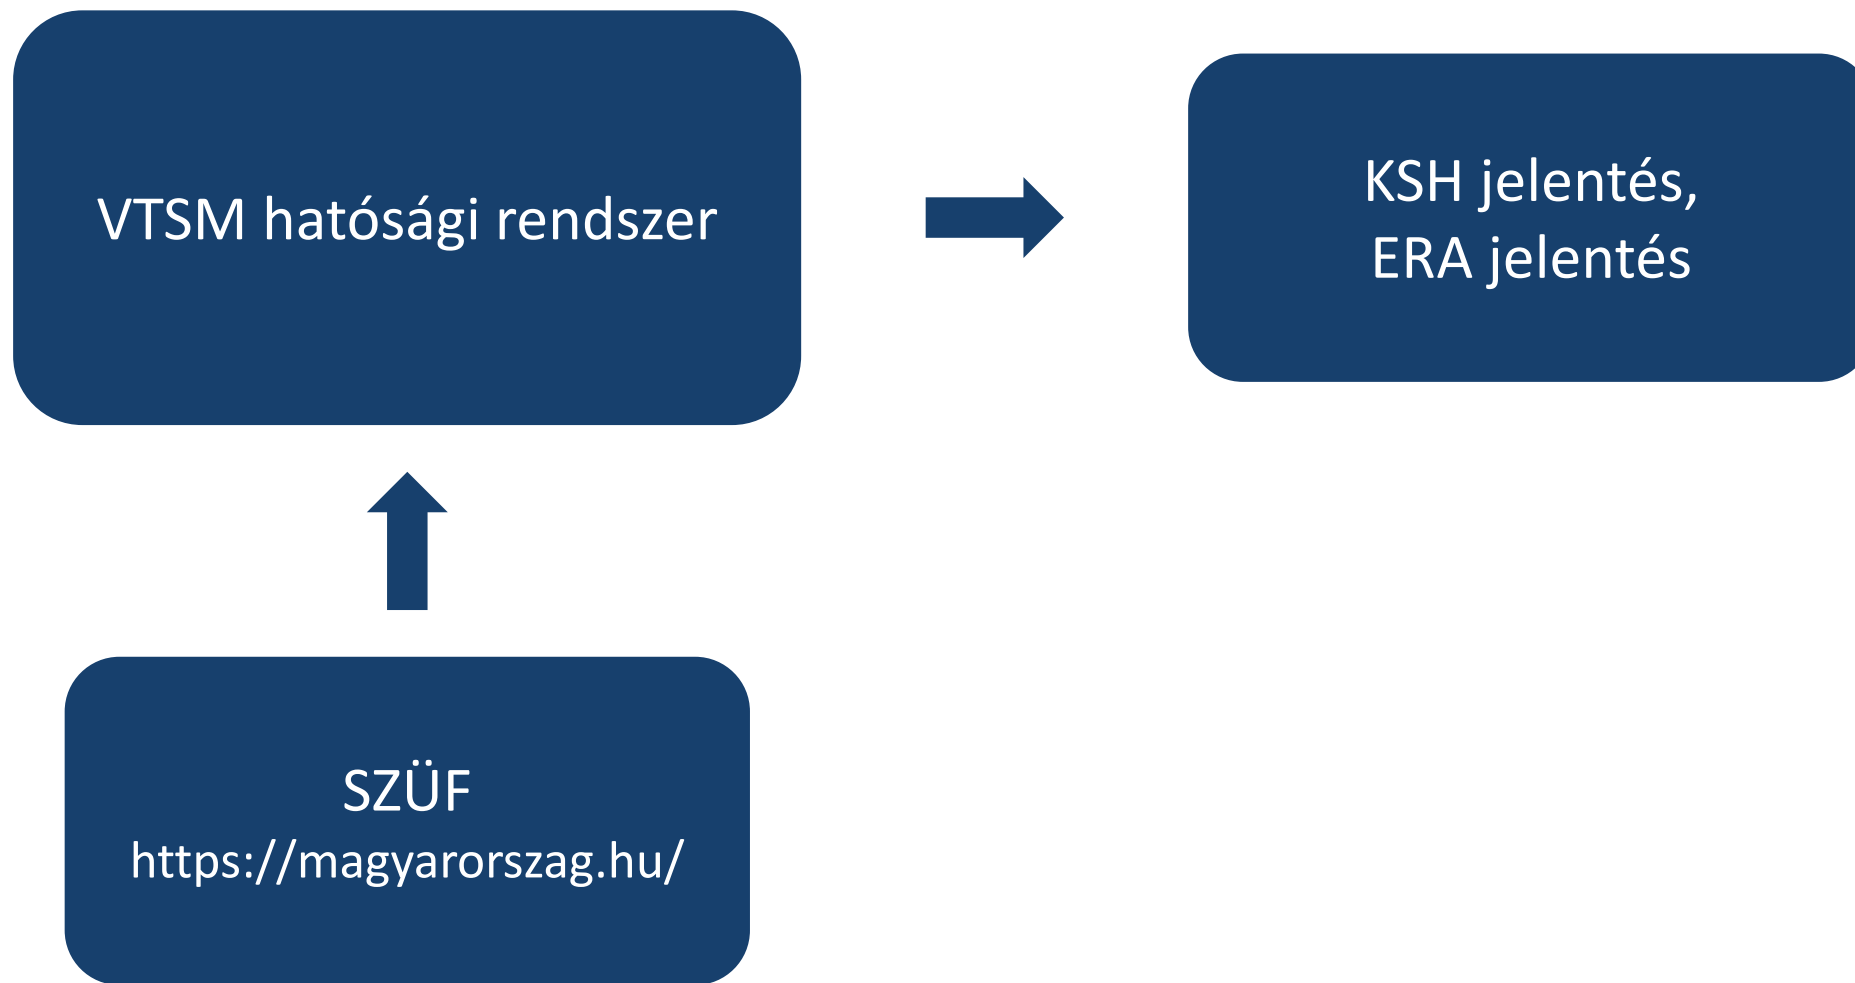 VTSM hatósági rendszer
KSH jelentés,
ERA jelentés
SZÜF
https://magyarorszag.hu/